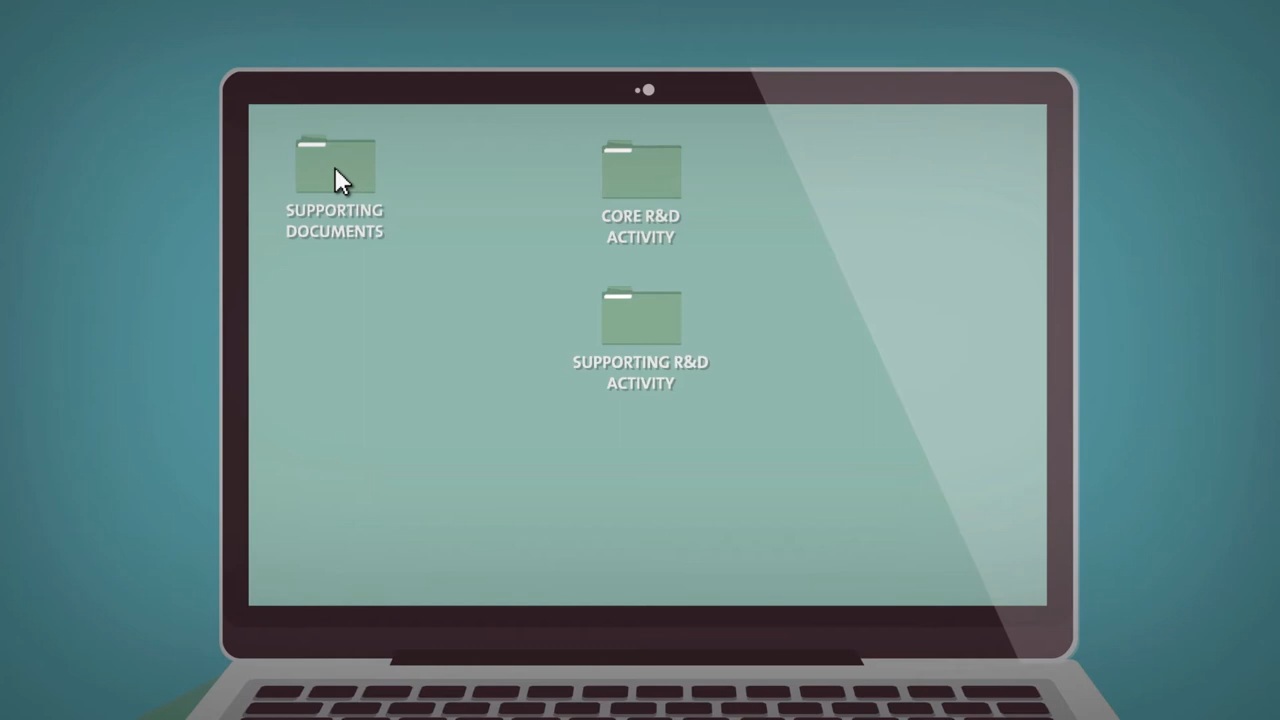 SUPPORTING
DOCUMENTS
CORE R&D
ACTIVITY
SUPPORTING R&D
ACTIVITY